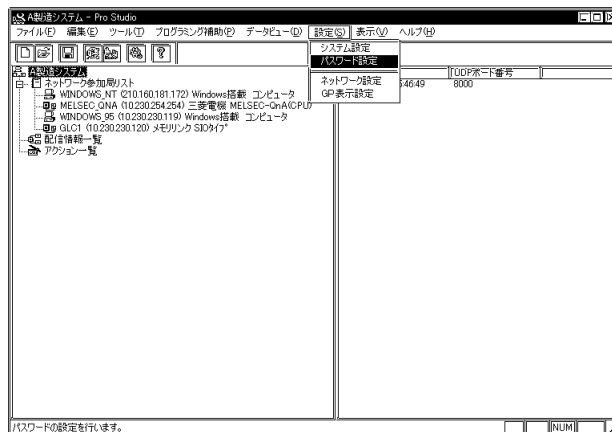 A製造システム - Pro Studio
ファイル(F) 編集(E) ツール(T) プログラミング補助(P) データビュー(D) 設定(S) 表示(V) ヘルプ(H)
システム設定
パスワード設定
ネットワーク設定
GP表示設定
A製造システム
ネットワーク参加局リスト
WINDOWS_NT (210.160.181.172) Windows搭載 コンピュータ
MELSEC_QNA (10.230.254.254) 三菱電機 MELSEC-QnA(CPU)
WINDOWS_95 (10.230.230.119) Windows搭載 コンピュータ
GLC1 (10.230.230.120) メモリリンク SIOタイプ
配信情報一覧
アクション一覧
UDPポート番号
5:46:49 8000
パスワードの設定を行います。
NUM